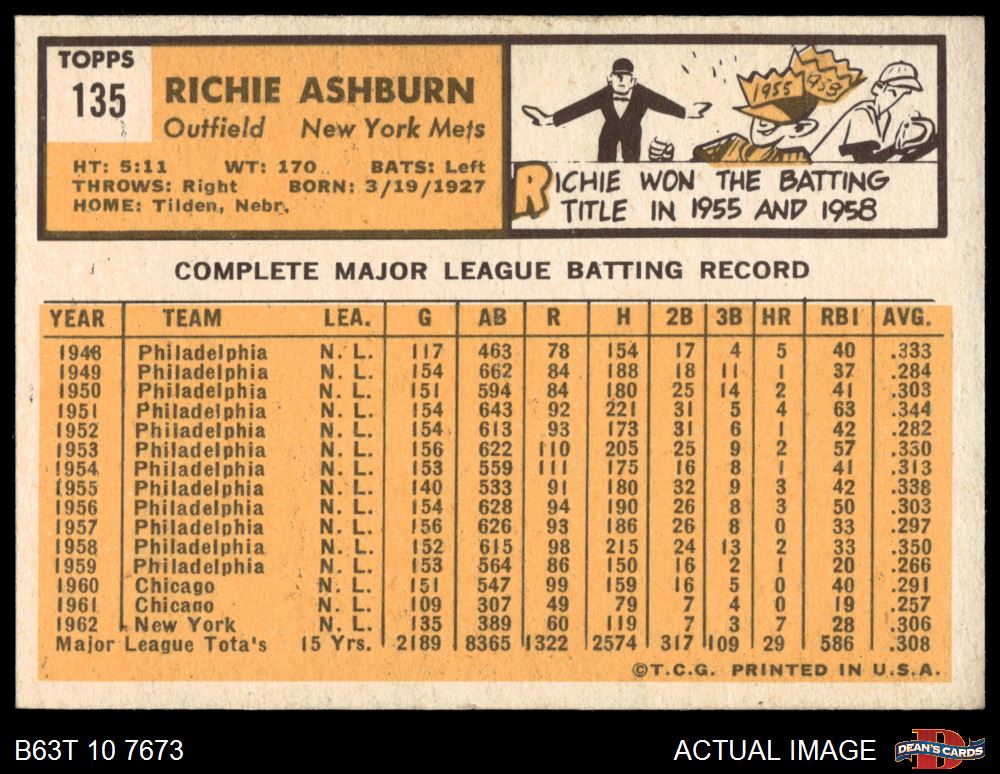 TOPPS
135
RICHIE ASHBURN
Outfield New York Mets
HT: 5:11 WT: 170 BATS: Left
THROWS: Right BORN: 3/19/1927
HOME: Tilden, Nebr.
1955 1958
RICHIE WON THE BATTING
TITLE IN 1955 AND 1958
COMPLETE MAJOR LEAGUE BATTING RECORD
YEAR TEAM LEA. G AB R H 2B 3B HR RBI AVG.
1948 Philadelphia N. L. 117 463 78 154 17 4 5 40 .333
1949 Philadelphia N. L. 154 662 84 188 18 11 1 37 .284
1950 Philadelphia N. L. 151 594 84 180 25 14 2 41 .303
1951 Philadelphia N. L. 154 643 92 221 31 5 4 63 .344
1952 Philadelphia N. L. 154 613 93 173 31 6 1 42 .282
1953 Philadelphia N. L. 156 622 110 205 25 9 2 57 .330
1954 Philadelphia N. L. 153 559 111 175 16 8 1 41 .313
1955 Philadelphia N. L. 140 533 91 180 32 9 3 42 .338
1956 Philadelphia N. L. 154 628 94 190 26 8 3 50 .303
1957 Philadelphia N. L. 156 626 93 186 26 8 0 33 .297
1958 Philadelphia N. L. 152 615 98 215 24 13 2 33 .350
1959 Philadelphia N. L. 153 564 86 150 16 2 1 20 .266
1960 Chicago N. L. 151 547 99 159 16 5 0 40 .291
1961 Chicago N. L. 109 307 49 79 7 4 0 19 .257
1962 New York N. L. 135 389 60 119 7 3 7 28 .306
Major League Tota's 15 Yrs. 2189 8365 1322 2574 317 109 29 586 .308
©T.C.G. PRINTED IN U.S.A.
B63T 10 7673
ACTUAL IMAGE
D
DEAN'S CARDS